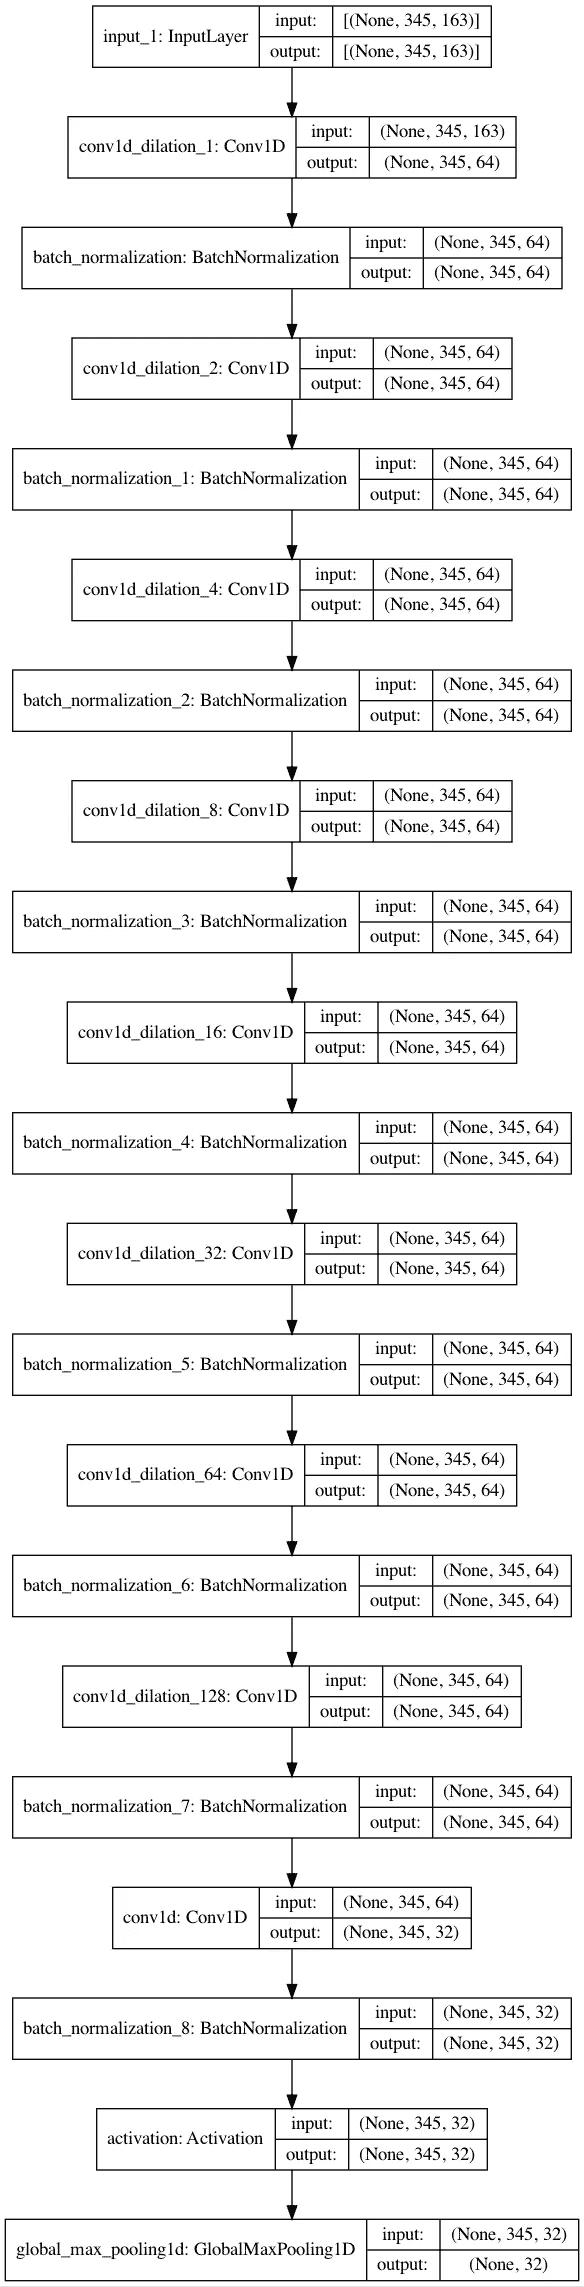 input_1: InputLayer
input: [(None, 345, 163)]
output: [(None, 345, 163)]
conv1d_dilation_1: Conv1D
input: (None, 345, 163)
output: (None, 345, 64)
batch_normalization: BatchNormalization
input: (None, 345, 64)
output: (None, 345, 64)
conv1d_dilation_2: Conv1D
input: (None, 345, 64)
output: (None, 345, 64)
batch_normalization_1: BatchNormalization
input: (None, 345, 64)
output: (None, 345, 64)
conv1d_dilation_4: Conv1D
input: (None, 345, 64)
output: (None, 345, 64)
batch_normalization_2: BatchNormalization
input: (None, 345, 64)
output: (None, 345, 64)
conv1d_dilation_8: Conv1D
input: (None, 345, 64)
output: (None, 345, 64)
batch_normalization_3: BatchNormalization
input: (None, 345, 64)
output: (None, 345, 64)
conv1d_dilation_16: Conv1D
input: (None, 345, 64)
output: (None, 345, 64)
batch_normalization_4: BatchNormalization
input: (None, 345, 64)
output: (None, 345, 64)
conv1d_dilation_32: Conv1D
input: (None, 345, 64)
output: (None, 345, 64)
batch_normalization_5: BatchNormalization
input: (None, 345, 64)
output: (None, 345, 64)
conv1d_dilation_64: Conv1D
input: (None, 345, 64)
output: (None, 345, 64)
batch_normalization_6: BatchNormalization
input: (None, 345, 64)
output: (None, 345, 64)
conv1d_dilation_128: Conv1D
input: (None, 345, 64)
output: (None, 345, 64)
batch_normalization_7: BatchNormalization
input: (None, 345, 64)
output: (None, 345, 64)
conv1d: Conv1D
input: (None, 345, 64)
output: (None, 345, 32)
batch_normalization_8: BatchNormalization
input: (None, 345, 32)
output: (None, 345, 32)
activation: Activation
input: (None, 345, 32)
output: (None, 345, 32)
global_max_pooling1d: GlobalMaxPooling1D
input: (None, 345, 32)
output: (None, 32)